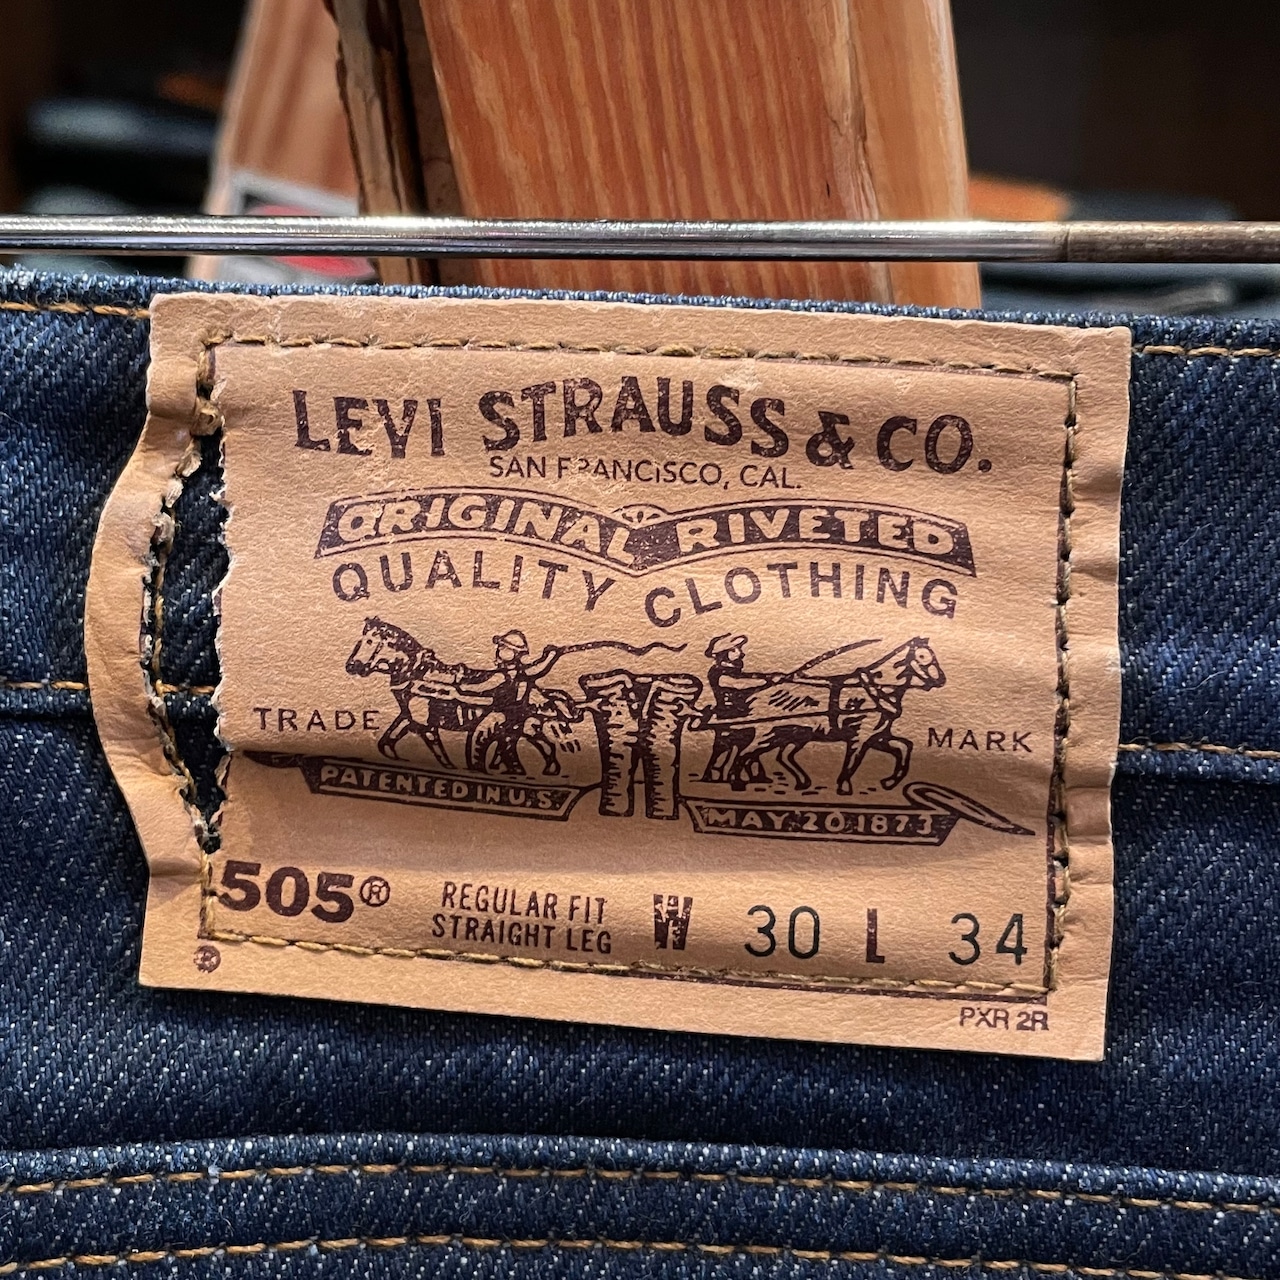 LEVI STRAUSS & CO.
SAN FRANCISCO, CAL.
ORIGINAL RIVETED
QUALITY CLOTHING
TRADE MARK
PATENTED IN U.S. MAY 20 1873
505® REGULAR FIT W 30 L 34
STRAIGHT LEG
®
PXR 2R